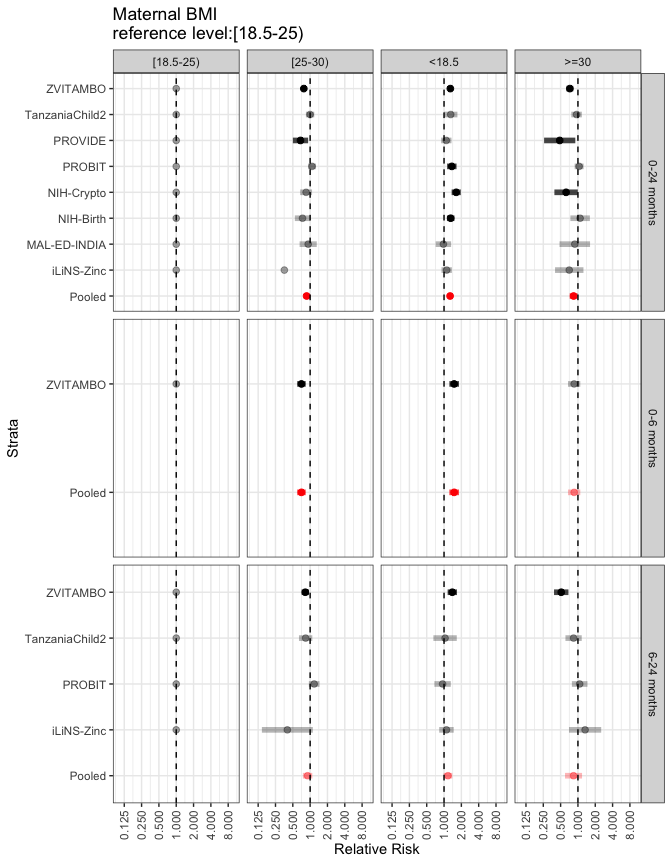 Maternal BMI
reference level:[18.5-25)
[18.5-25)
[25-30)
<18.5
>=30
ZVITAMBO
TanzaniaChild2
PROVIDE
PROBIT
NIH-Crypto
NIH-Birth
MAL-ED-INDIA
iLiNS-Zinc
Pooled
0-24 months
ZVITAMBO
Pooled
0-6 months
ZVITAMBO
TanzaniaChild2
PROBIT
iLiNS-Zinc
Pooled
6-24 months
Strata
0.125 0.250 0.500 1.000 2.000 4.000 8.000
0.125 0.250 0.500 1.000 2.000 4.000 8.000
0.125 0.250 0.500 1.000 2.000 4.000 8.000
0.125 0.250 0.500 1.000 2.000 4.000 8.000
Relative Risk